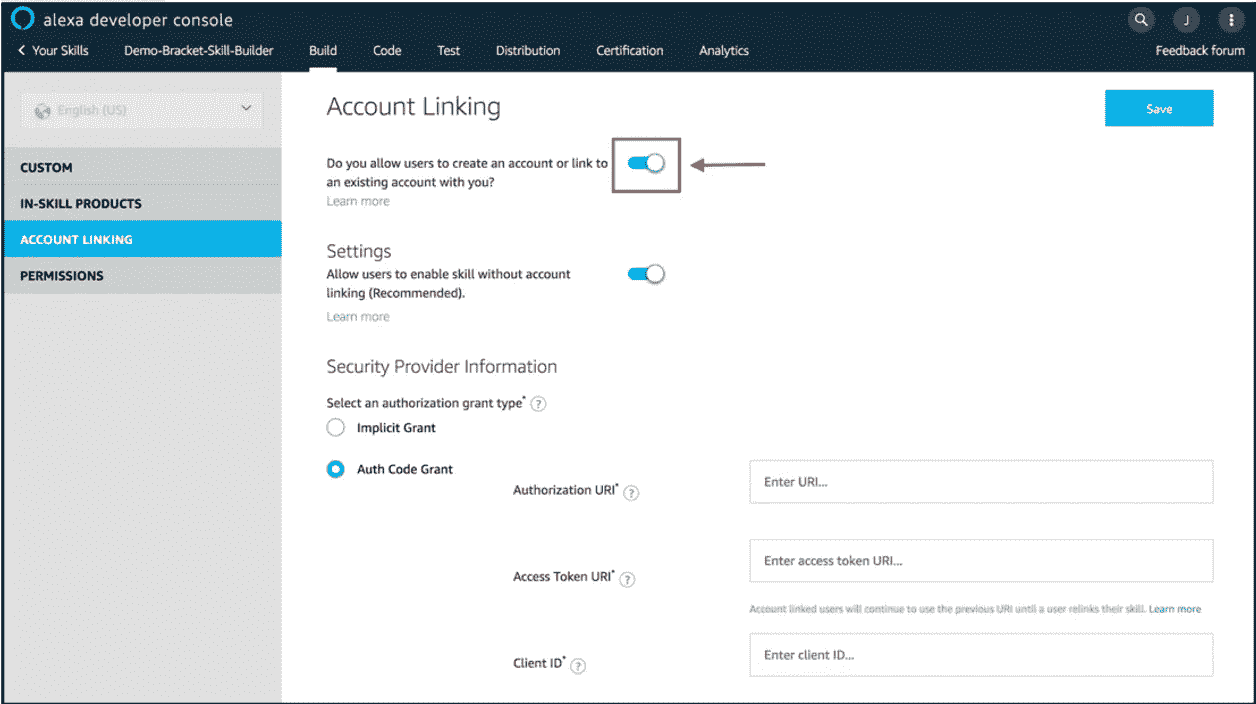 alexa developer console
J
Your Skills Demo-Bracket-Skill-Builder Build Code Test Distribution Certification Analytics Feedback forum
English (US)
CUSTOM
IN-SKILL PRODUCTS
ACCOUNT LINKING
PERMISSIONS
Account Linking
Save
Do you allow users to create an account or link to
an existing account with you?
Learn more
Settings
Allow users to enable skill without account
linking (Recommended).
Learn more
Security Provider Information
Select an authorization grant type* ?
Implicit Grant
Auth Code Grant
Authorization URI* ?
Enter URI...
Access Token URI* ?
Enter access token URI...
Account linked users will continue to use the previous URI until a user relinks their skill. Learn more
Client ID* ?
Enter client ID...